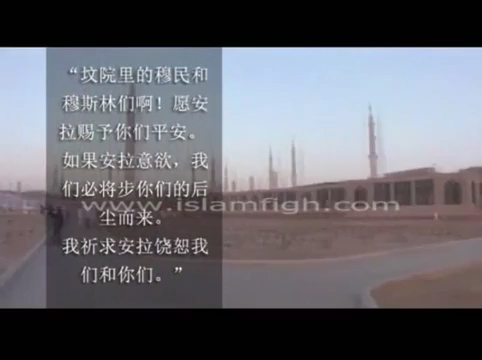 “坟院里的穆民和
穆斯林们啊！愿安
拉赐予你们平安。
如果安拉意欲，我
们必将步你们的后
尘而来。
我祈求安拉饶恕我
们和你们。”
www.islamfigh.com